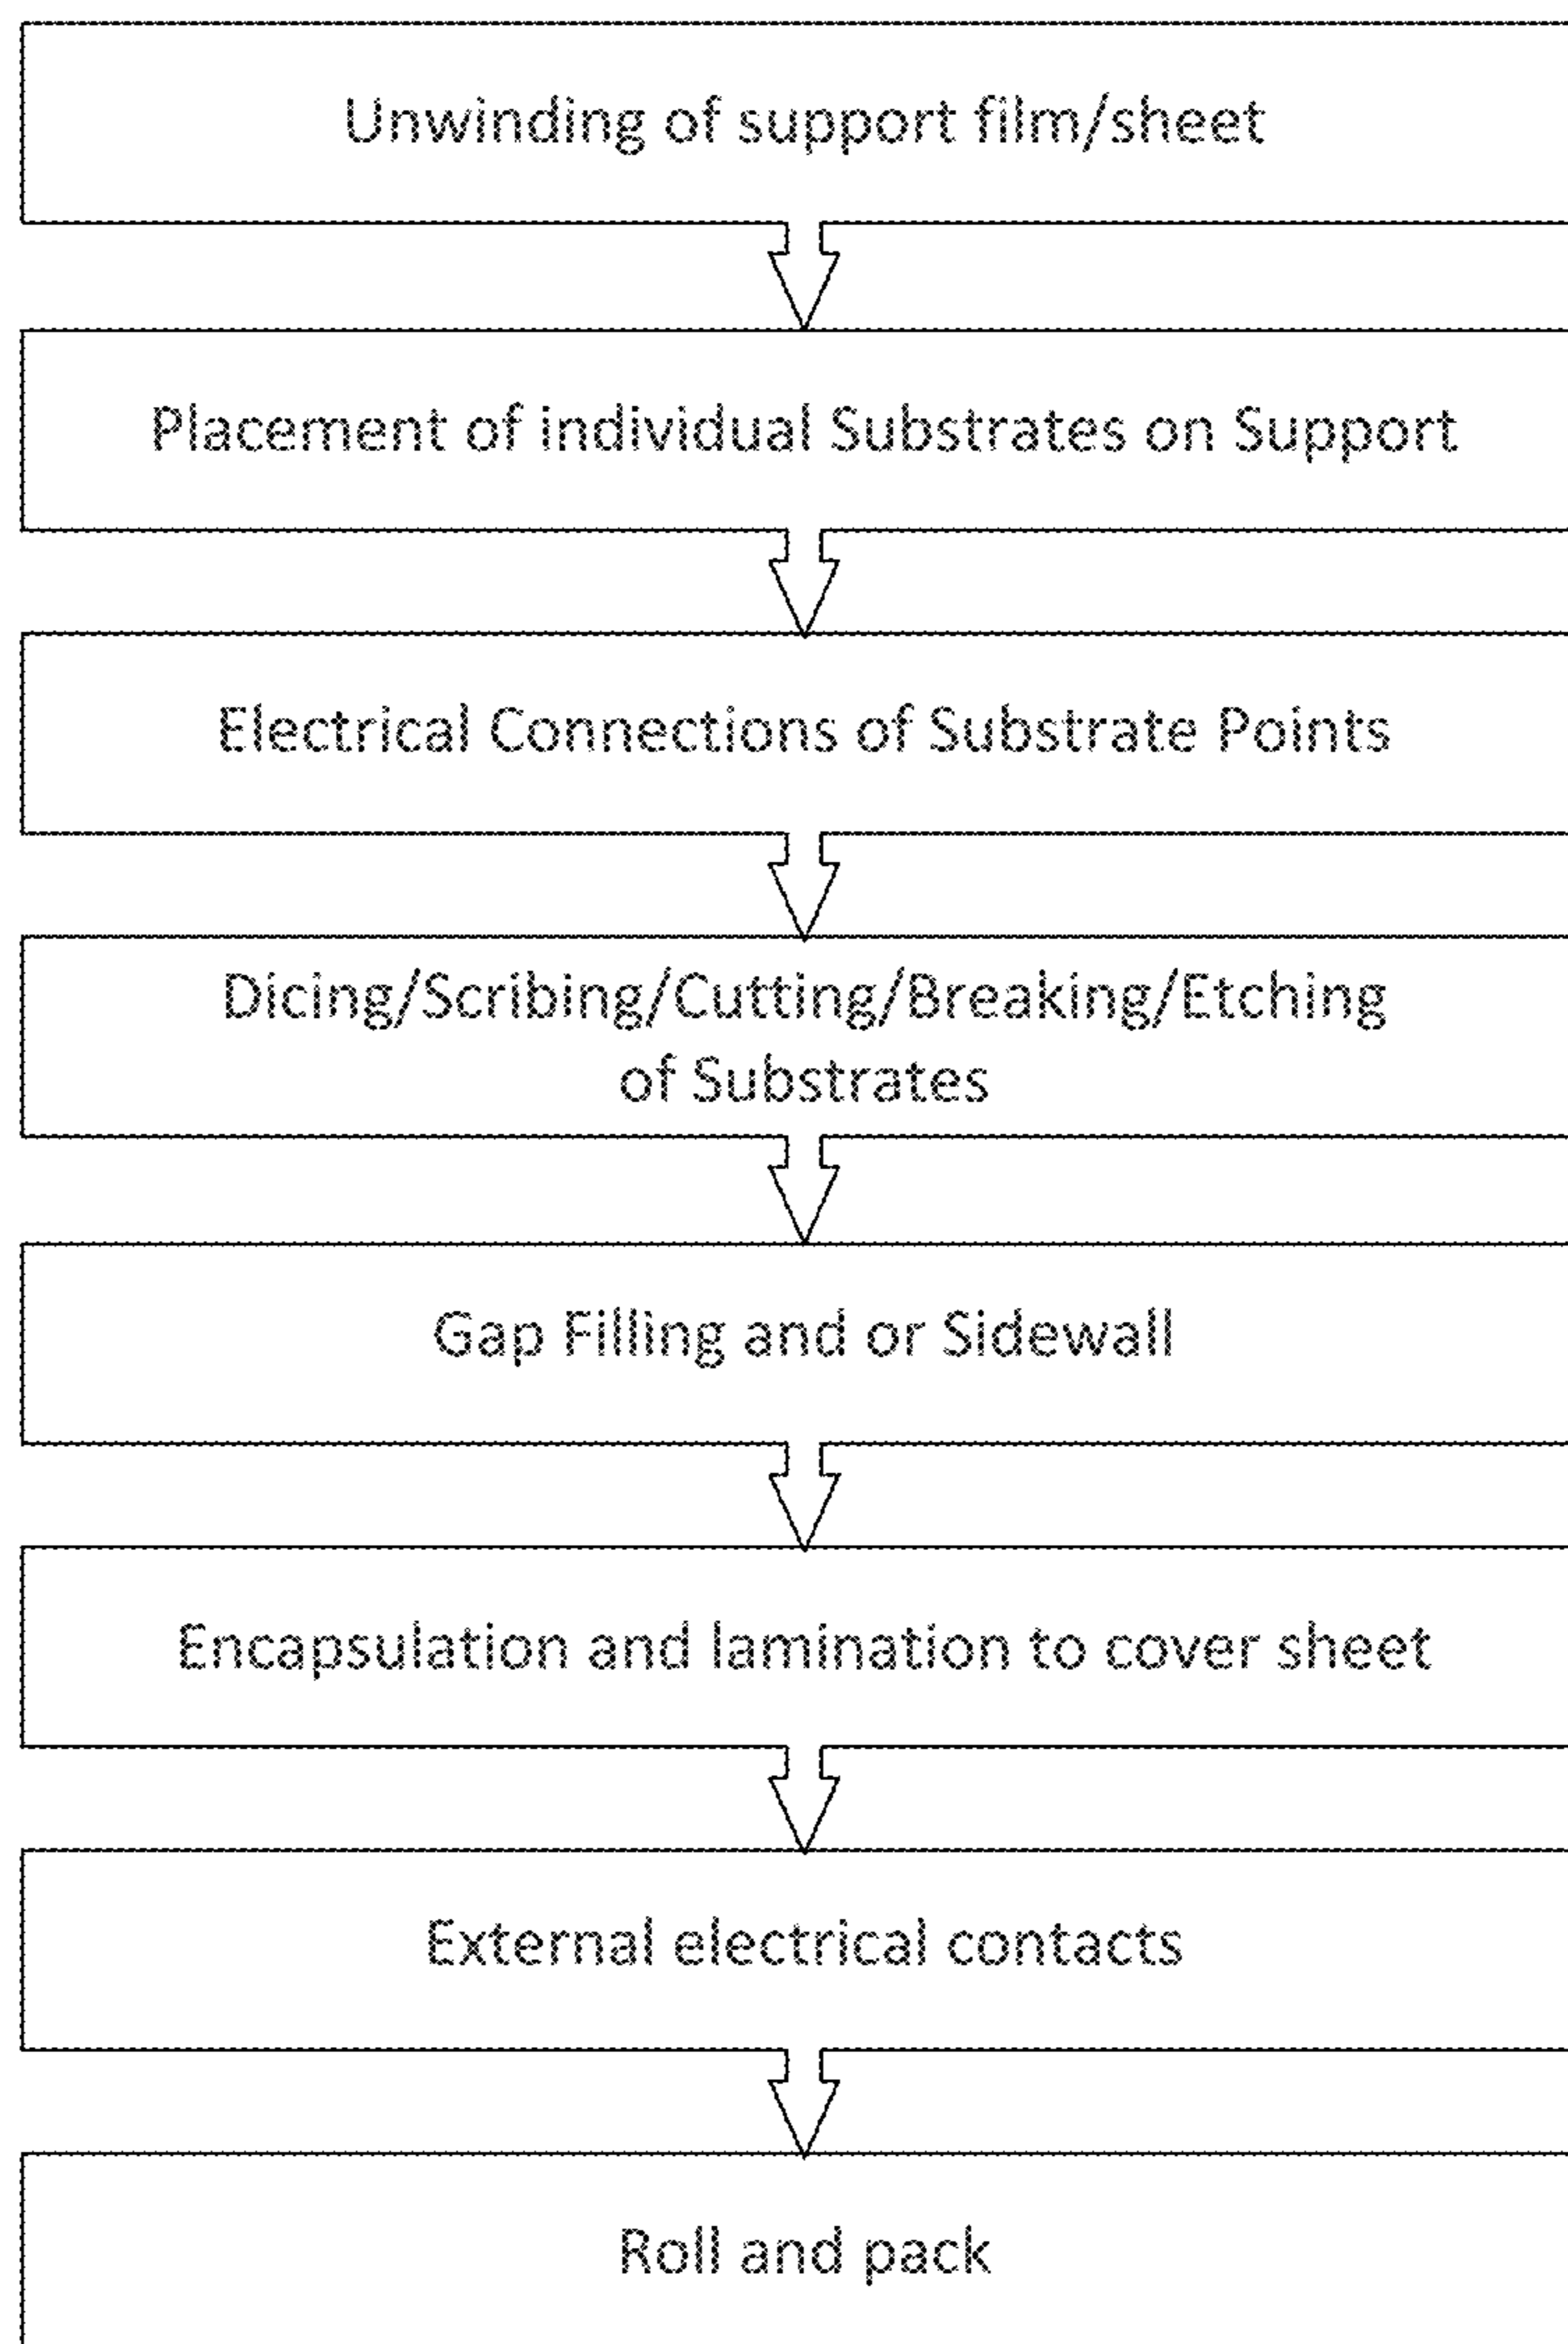 Unwinding of support film/sheet
Placement of individual Substrates on Support
Electrical Connections of Substrate Points
Dicing/Scribing/Cutting/Breaking/Etching
of Substrates
Gap Filling and or Sidewall
Encapsulation and lamination to cover sheet
External electrical contacts
Roll and pack